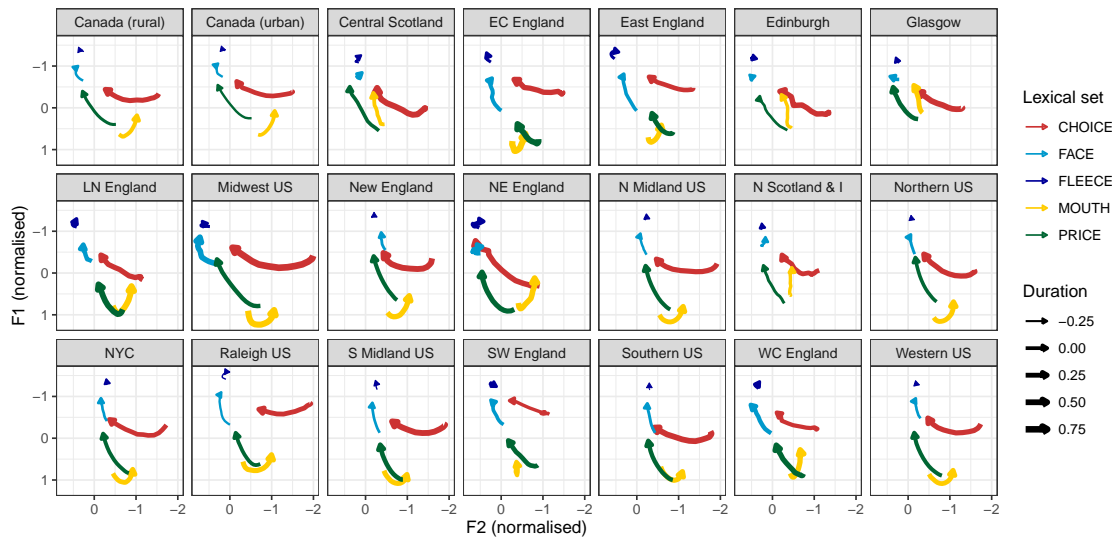 Canada (rural) Canada (urban) Central Scotland EC England East England Edinburgh Glasgow
−1
0
1
LN England Midwest US New England NE England N Midland US N Scotland & I Northern US
−1
0
1
NYC Raleigh US S Midland US SW England Southern US WC England Western US
−1
0
1
0 −1 −2 0 −1 −2 0 −1 −2 0 −1 −2 0 −1 −2 0 −1 −2 0 −1 −2
F2 (normalised)
F1 (normalised)
Lexical set
CHOICE
FACE
FLEECE
MOUTH
PRICE
Duration
−0.25
0.00
0.25
0.50
0.75